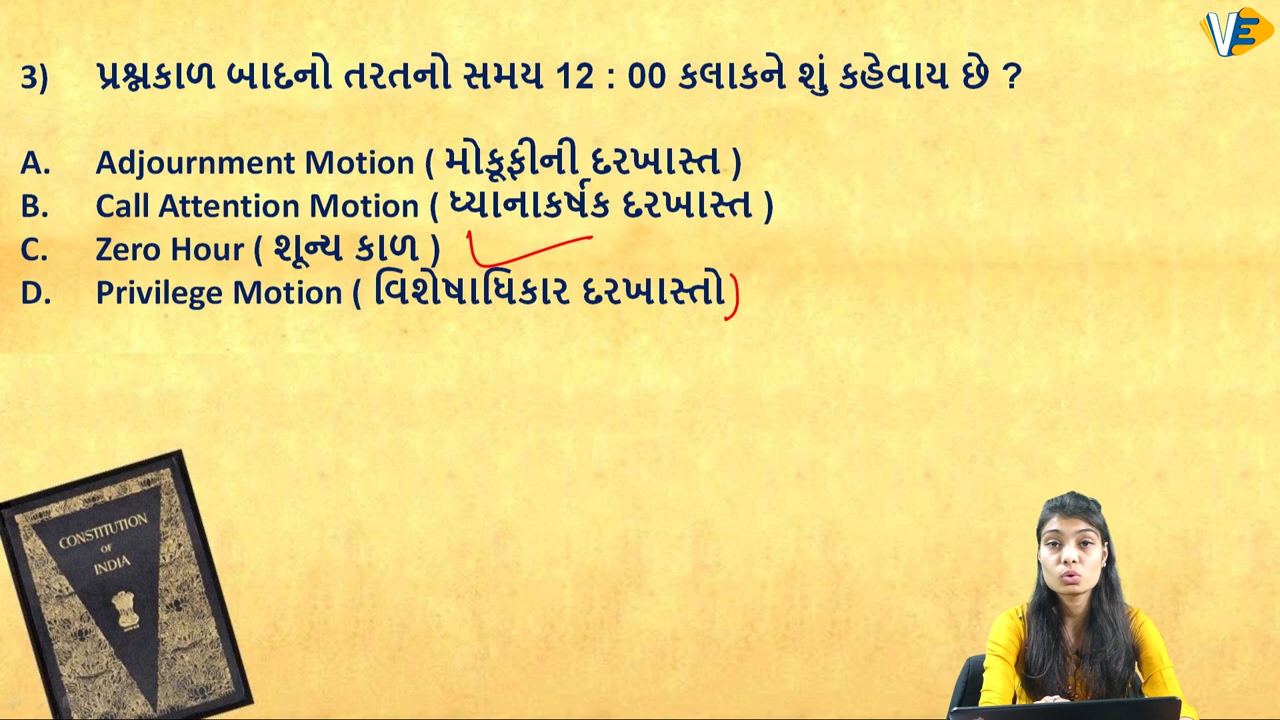 VE
3) પ્રશ્નકાળ બાદનો તરતનો સમય 12 : 00 કલાકને શું કહેવાય છે ?
A. Adjournment Motion ( મોકૂફીની દરખાસ્ત )
B. Call Attention Motion ( ધ્યાનાકર્ષક દરખાસ્ત )
C. Zero Hour ( શૂન્ય કાળ )
D. Privilege Motion ( વિશેષાધિકાર દરખાસ્તો)
CONSTITUTION
OF
INDIA